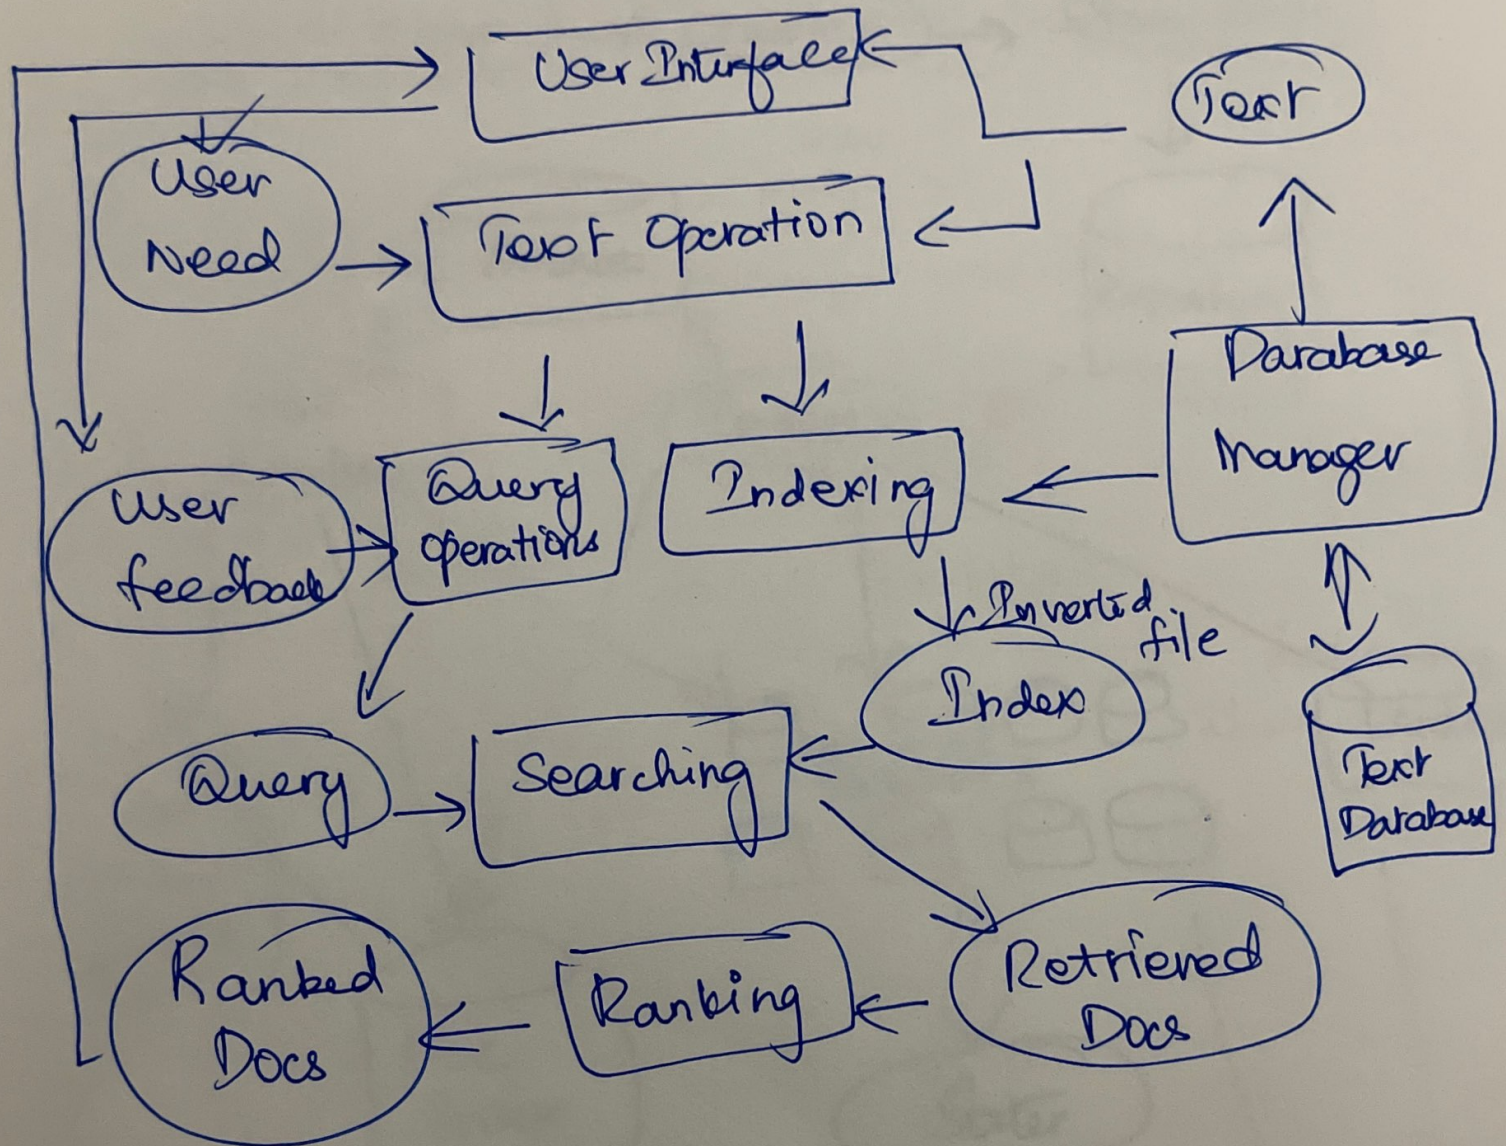 User Interface
Text
User
Need
Text Operation
Database
Manager
User
feedback
Query
operations
Indexing
Inverted
file
Index
Query
Searching
Text
Database
Ranked
Docs
Ranking
Retrieved
Docs